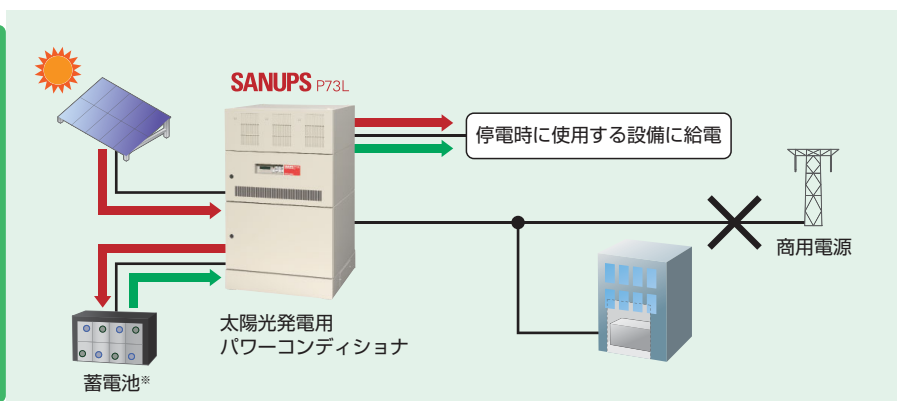 SANUPS P73L
停電時に使用する設備に給電
商用電源
太陽光発電用
パワーコンディショナ
蓄電池※